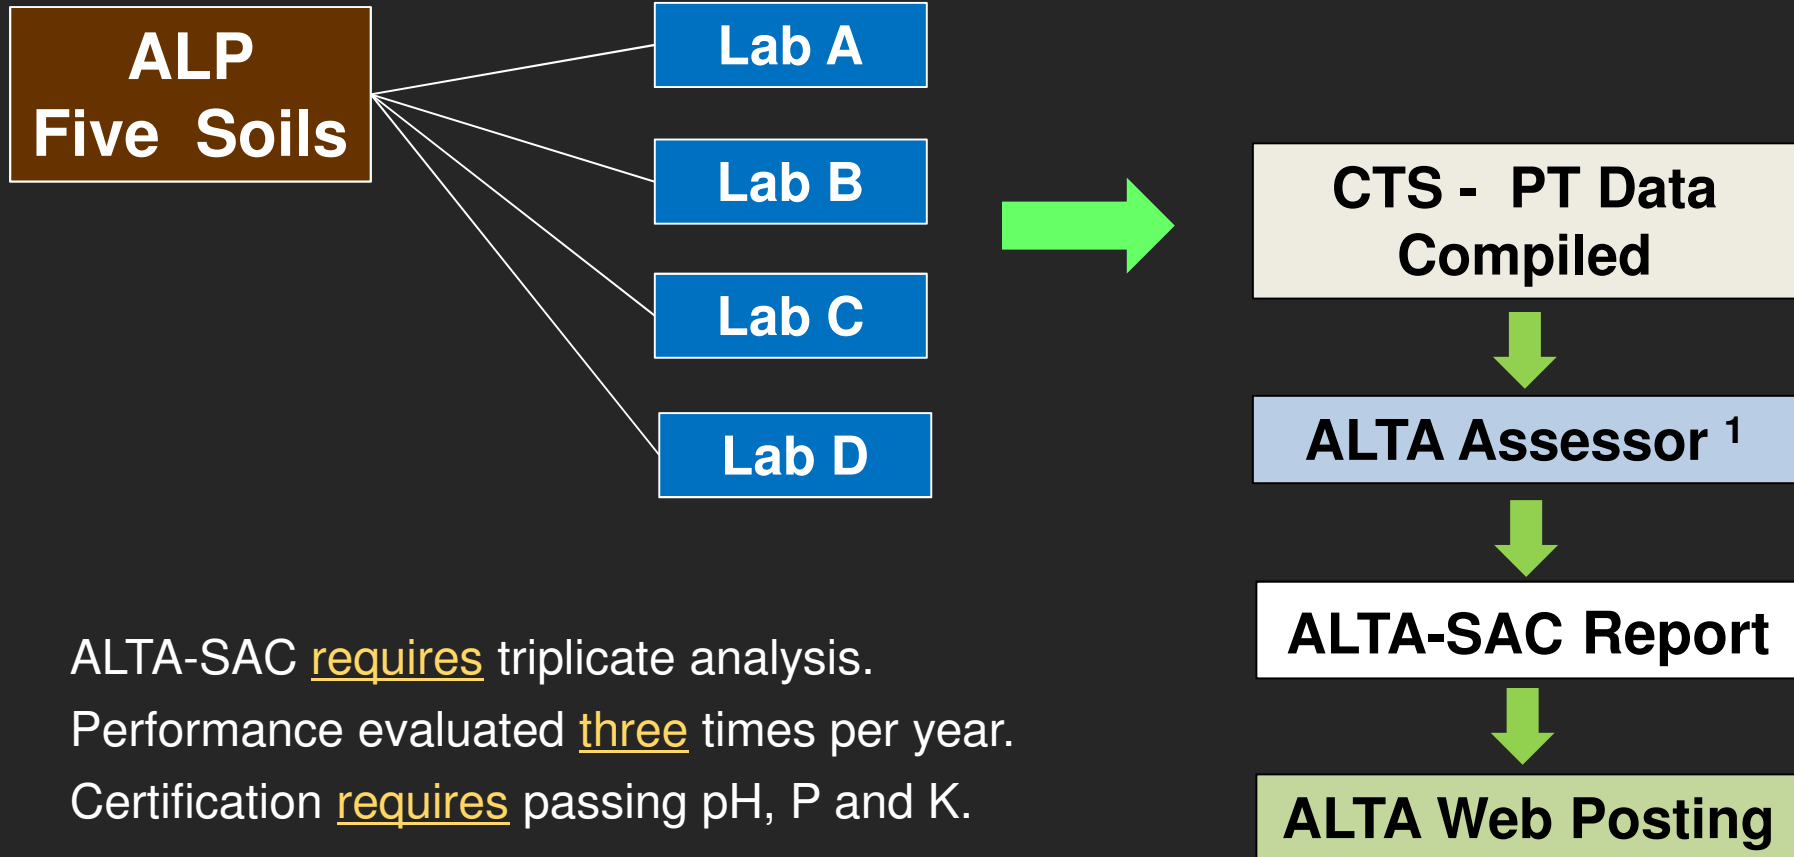 ALP
Five Soils
Lab A
Lab B
Lab C
Lab D
CTS - PT Data
Compiled
ALTA Assessor ¹
ALTA-SAC Report
ALTA Web Posting
ALTA-SAC requires triplicate analysis.
Performance evaluated three times per year.
Certification requires passing pH, P and K.